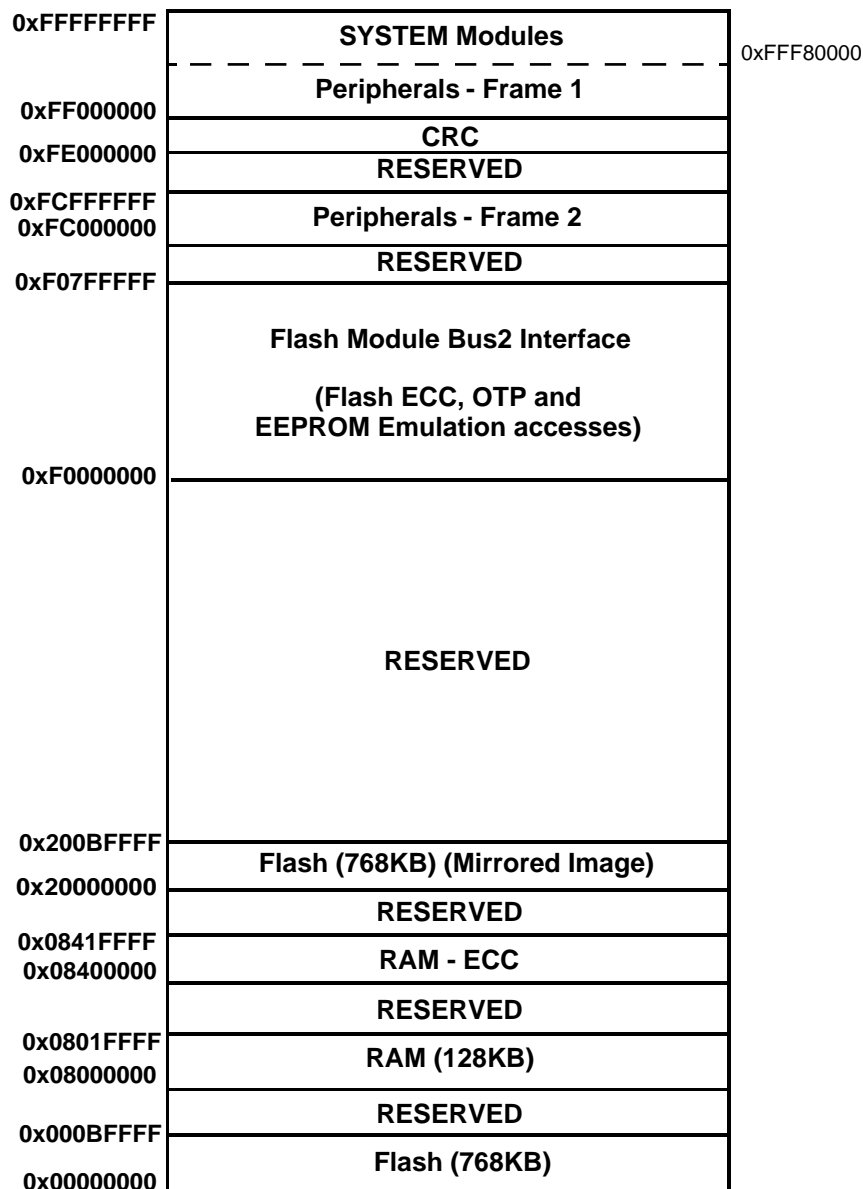 0xFFFFFFFF
SYSTEM Modules
0xFFF80000
Peripherals - Frame 1
0xFF000000
CRC
0xFE000000
RESERVED
0xFCFFFFFF
Peripherals - Frame 2
0xFC000000
RESERVED
0xF07FFFFF
Flash Module Bus2 Interface
(Flash ECC, OTP and
EEPROM Emulation accesses)
0xF0000000
RESERVED
0x200BFFFF
Flash (768KB) (Mirrored Image)
0x20000000
RESERVED
0x0841FFFF
RAM - ECC
0x08400000
RESERVED
0x0801FFFF
RAM (128KB)
0x08000000
RESERVED
0x000BFFFF
Flash (768KB)
0x00000000